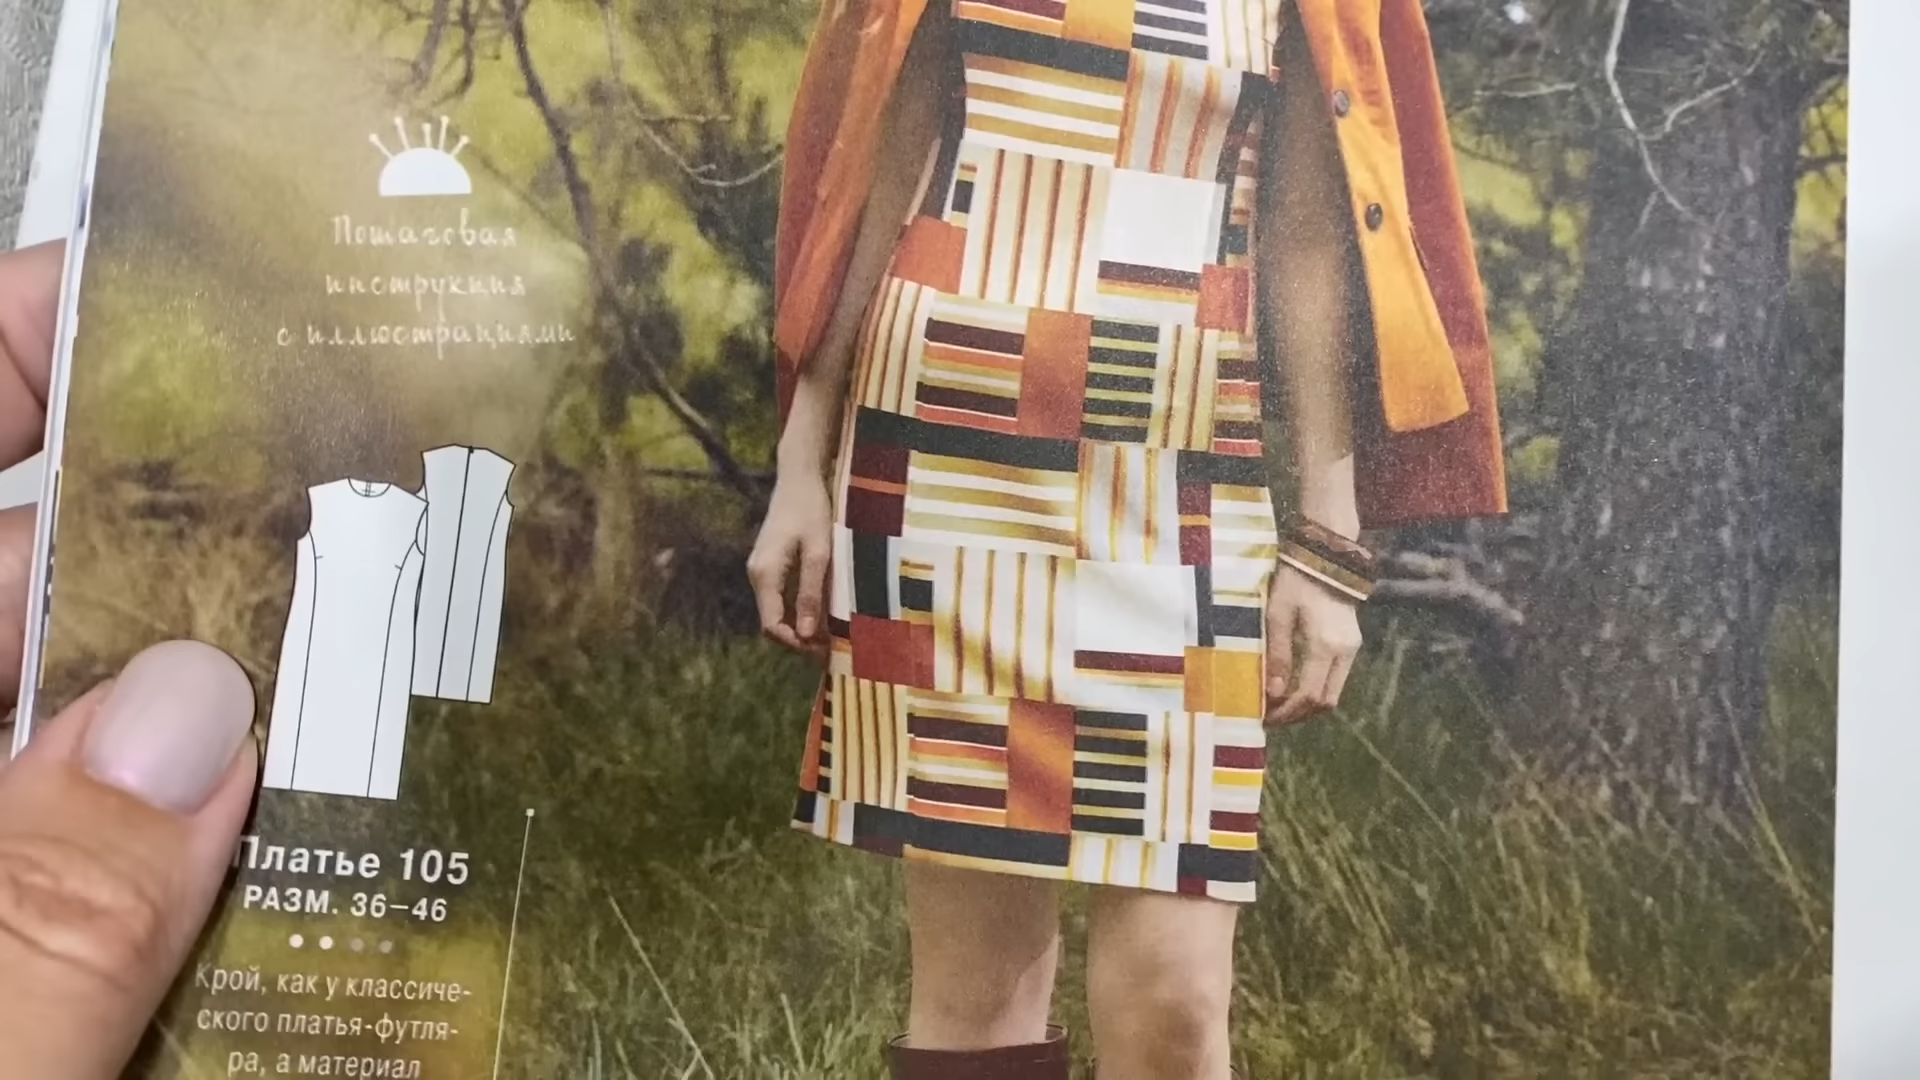 Пошаговая
инструкция
с иллюстрациями
Платье 105
РАЗМ. 36–46
Крой, как у классиче-
ского платья-футля-
ра, а материал